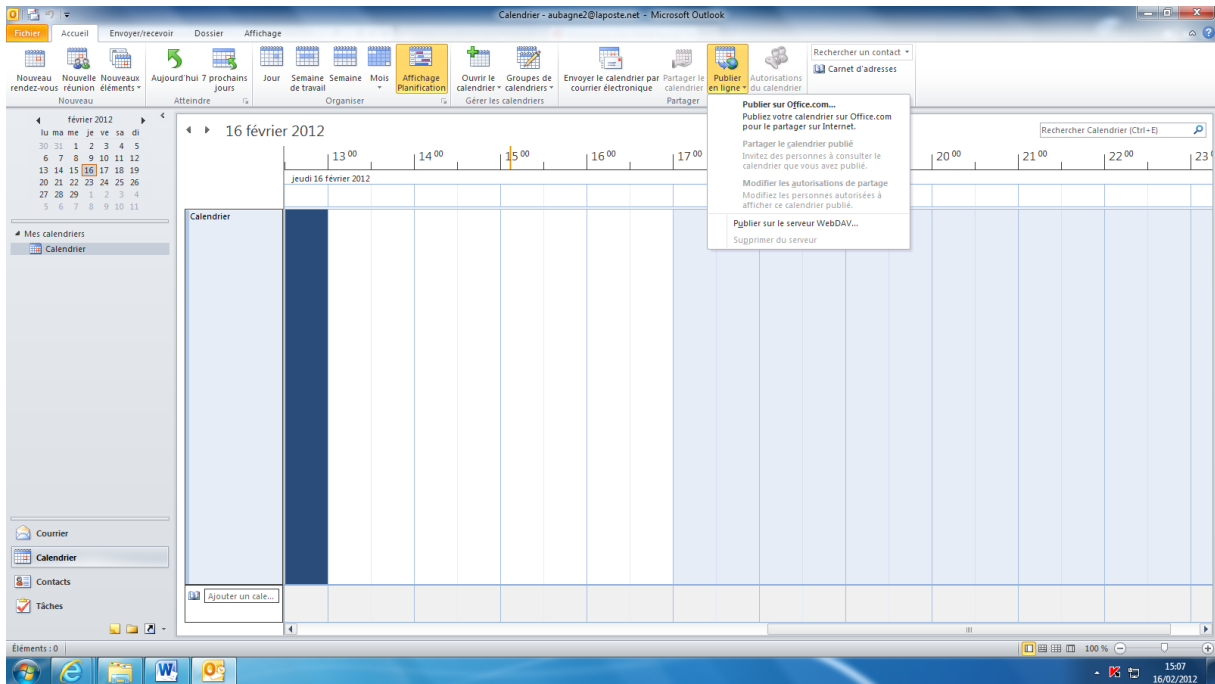 Calendrier - aubagne2@laposte.net - Microsoft Outlook
Fichier Accueil Envoyer/recevoir Dossier Affichage
Nouveau rendez-vous
Nouvelle réunion
Nouveaux éléments
Nouveau
Aujourd'hui
7 prochains jours
Atteindre
Jour
Semaine de travail
Semaine
Mois
Affichage Planification
Organiser
Ouvrir le calendrier
Groupes de calendriers
Gérer les calendriers
Envoyer le calendrier par courrier électronique
Partager le calendrier
Publier en ligne
Autorisations du calendrier
Partager
Rechercher un contact
Carnet d'adresses
Publier sur Office.com...
Publiez votre calendrier sur Office.com
pour le partager sur Internet.
Partager le calendrier publié
Invitez des personnes à consulter le
calendrier que vous avez publié.
Modifier les autorisations de partage
Modifiez les personnes autorisées à
afficher ce calendrier publié.
Publier sur le serveur WebDAV...
Supprimer du serveur
février 2012
lu ma me je ve sa di
30 31 1 2 3 4 5
6 7 8 9 10 11 12
13 14 15 16 17 18 19
20 21 22 23 24 25 26
27 28 29 1 2 3 4
5 6 7 8 9 10 11
Mes calendriers
Calendrier
16 février 2012
Rechercher Calendrier (Ctrl+E)
13 00 14 00 15 00 16 00 17 00 20 00 21 00 22 00 23
jeudi 16 février 2012
Calendrier
Ajouter un cale...
Courrier
Calendrier
Contacts
Tâches
Éléments : 0
100 %
15:07
16/02/2012